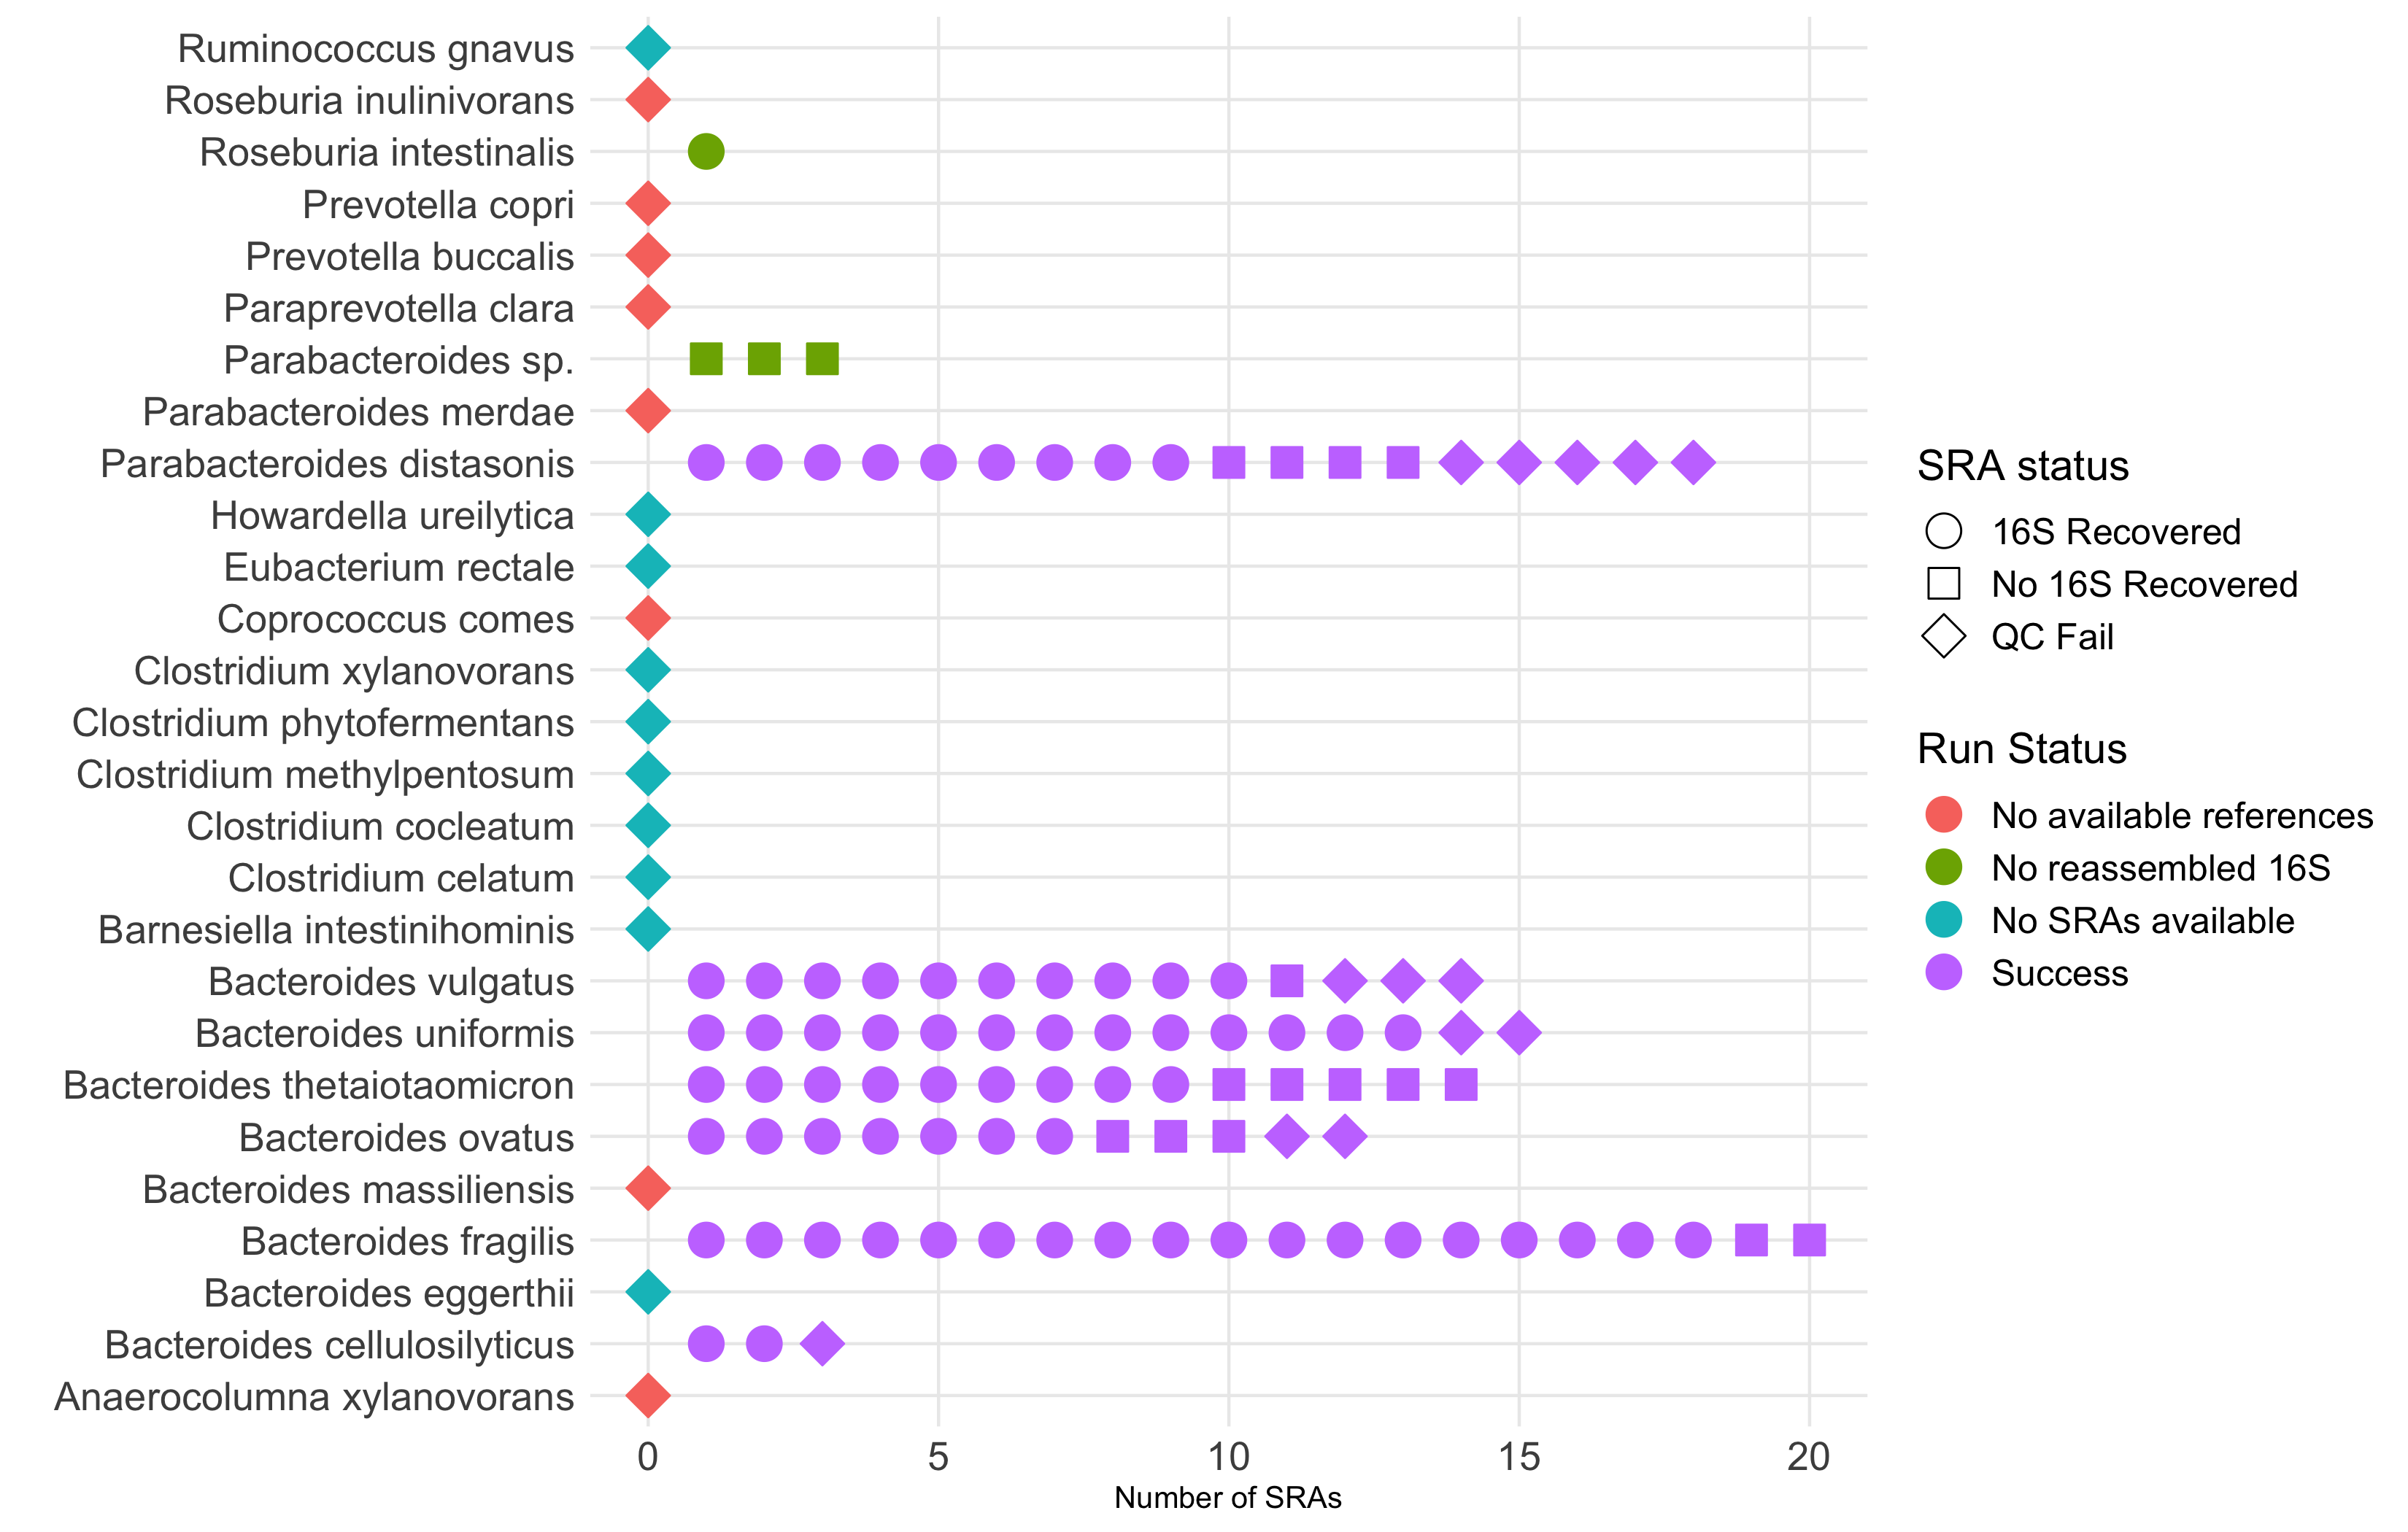 Ruminococcus gnavus
Roseburia inulinivorans
Roseburia intestinalis
Prevotella copri
Prevotella buccalis
Paraprevotella clara
Parabacteroides sp.
Parabacteroides merdae
Parabacteroides distasonis
Howardella ureilytica
Eubacterium rectale
Coprococcus comes
Clostridium xylanovorans
Clostridium phytofermentans
Clostridium methylpentosum
Clostridium cocleatum
Clostridium celatum
Barnesiella intestinihominis
Bacteroides vulgatus
Bacteroides uniformis
Bacteroides thetaiotaomicron
Bacteroides ovatus
Bacteroides massiliensis
Bacteroides fragilis
Bacteroides eggerthii
Bacteroides cellulosilyticus
Anaerocolumna xylanovorans
0 5 10 15 20
Number of SRAs
SRA status
16S Recovered
No 16S Recovered
QC Fail
Run Status
No available references
No reassembled 16S
No SRAs available
Success